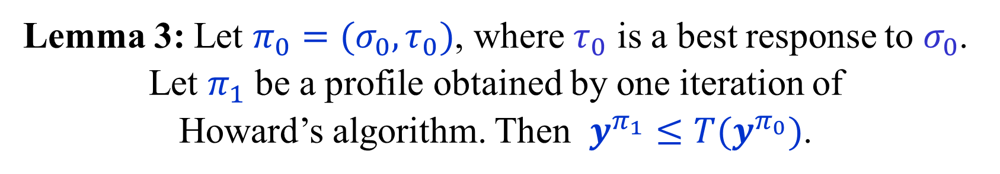 Lemma 3: Let π₀ = (σ₀, τ₀), where τ₀ is a best response to σ₀.
Let π₁ be a profile obtained by one iteration of
Howard’s algorithm. Then y^{π₁} ≤ T(y^{π₀}).